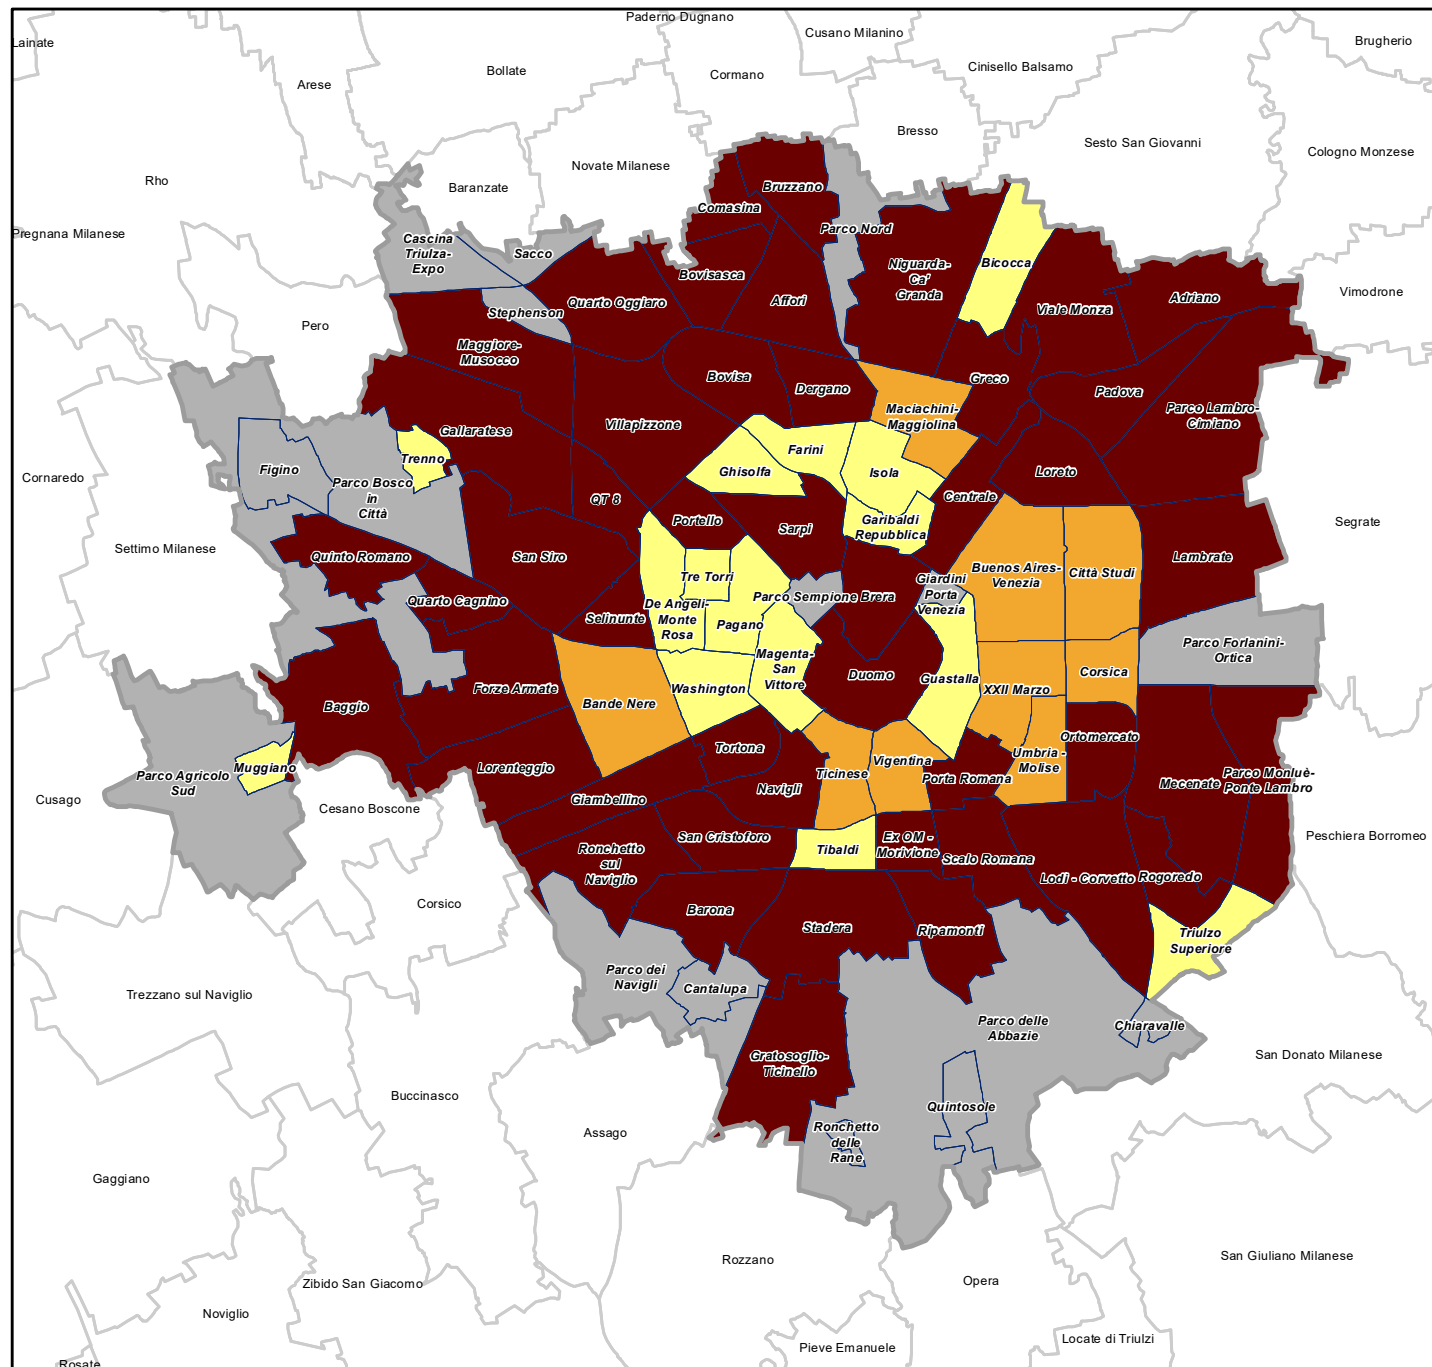 Paderno Dugnano
Cusano Milanino
Brugherio
Lainate
Bollate
Cinisello Balsamo
Cormano
Arese
Bresso
Sesto San Giovanni
Cologno Monzese
Novate Milanese
Rho
Baranzate
Bruzzano
Comasina
Pregnana Milanese
Parco Nord
Cascina
Triulza-
Expo
Sacco
Niguarda-
Ca'
Granda
Bicocca
Bovisasca
Vimodrone
Quarto Oggiaro
Affori
Adriano
Viale Monza
Stephenson
Pero
Maggiore-
Musocco
Bovisa
Dergano
Greco
Padova
Maciachini-
Maggiolina
Parco Lambro-
Cimiano
Villapizzone
Gallaratese
Farini
Trenno
Figino
Ghisolfa
Isola
Loreto
Cornaredo
Parco Bosco
in
Città
QT 8
Centrale
Portello
Sarpi
Garibaldi
Repubblica
Segrate
Settimo Milanese
Quinto Romano
San Siro
Lambrate
Buenos Aires-
Venezia
Città Studi
Tre Torri
Giardini
Porta
Venezia
Parco Sempione
Brera
Quarto Cagnino
De Angeli-
Monte
Rosa
Selinunte
Pagano
Parco Forlanini-
Ortica
Magenta-
San
Vittore
Duomo
Corsica
Guastalla
Forze Armate
Washington
XXII Marzo
Baggio
Bande Nere
Ortomercato
Tortona
Umbria -
Molise
Vigentina
Muggiano
Lorenteggio
Ticinese
Porta Romana
Parco Agricolo
Sud
Mecenate
Parco Monluè-
Ponte Lambro
Navigli
Cusago
Giambellino
Cesano Boscone
San Cristoforo
Ex OM -
Morivione
Peschiera Borromeo
Ronchetto
sul
Naviglio
Tibaldi
Scalo Romana
Lodi - Corvetto
Rogoredo
Corsico
Barona
Stadera
Ripamonti
Triulzo
Superiore
Parco dei
Navigli
Cantalupa
Trezzano sul Naviglio
Parco delle
Abbazie
Chiaravalle
Gratosoglio-
Ticinello
San Donato Milanese
Buccinasco
Quintosole
Assago
Ronchetto
delle
Rane
Gaggiano
Rozzano
San Giuliano Milanese
Zibido San Giacomo
Opera
Noviglio
Locate di Triulzi
Pieve Emanuele
Rosate